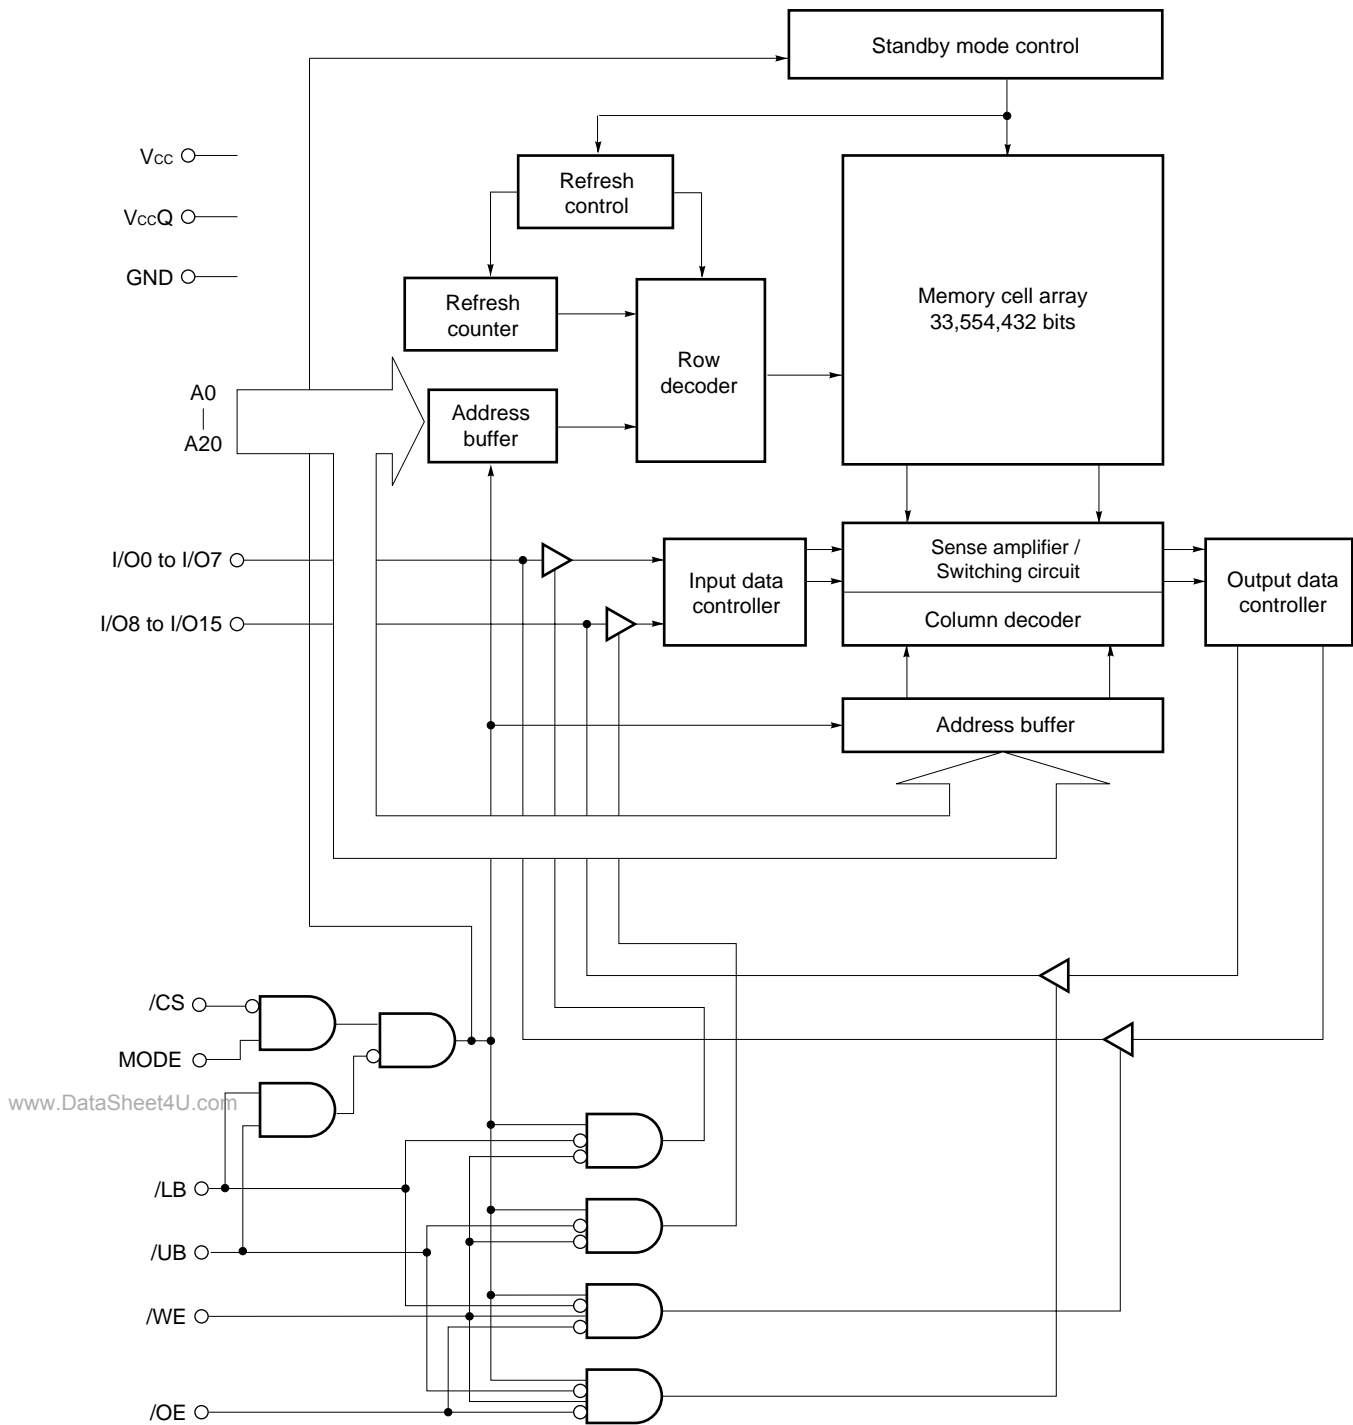 Standby mode control
VCC
VCCQ
GND
Refresh
control
Refresh
counter
Memory cell array
33,554,432 bits
Row
decoder
A0
A20
Address
buffer
I/O0 to I/O7
I/O8 to I/O15
Input data
controller
Sense amplifier /
Switching circuit
Column decoder
Output data
controller
Address buffer
/CS
MODE
www.DataSheet4U.com
/LB
/UB
/WE
/OE